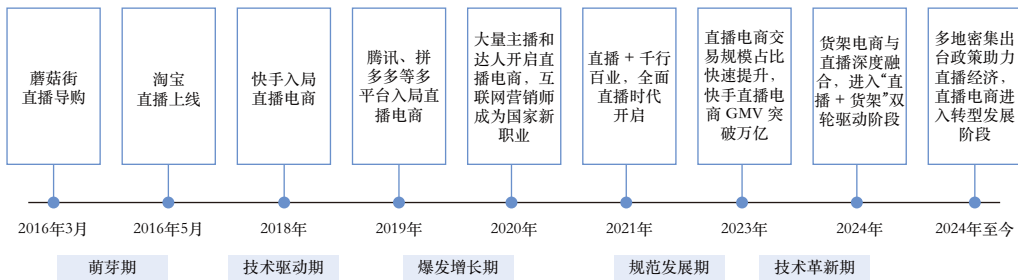 蘑菇街
直播导购
淘宝
直播上线
快手入局
直播电商
腾讯、拼
多多等多
平台入局直
播电商
大量主播和
达人开启直
播电商，互
联网营销师
成为国家新
职业
直播 + 千行
百业，全面
直播时代
开启
直播电商交
易规模占比
快速提升，
快手直播电
商 GMV 突
破万亿
货架电商与
直播深度融
合，进入“直
播 + 货架”双
轮驱动阶段
多地密集出
台政策助力
直播经济，
直播电商进
入转型发展
阶段
2016年3月
2016年5月
2018年
2019年
2020年
2021年
2023年
2024年
2024年至今
萌芽期
技术驱动期
爆发增长期
规范发展期
技术革新期